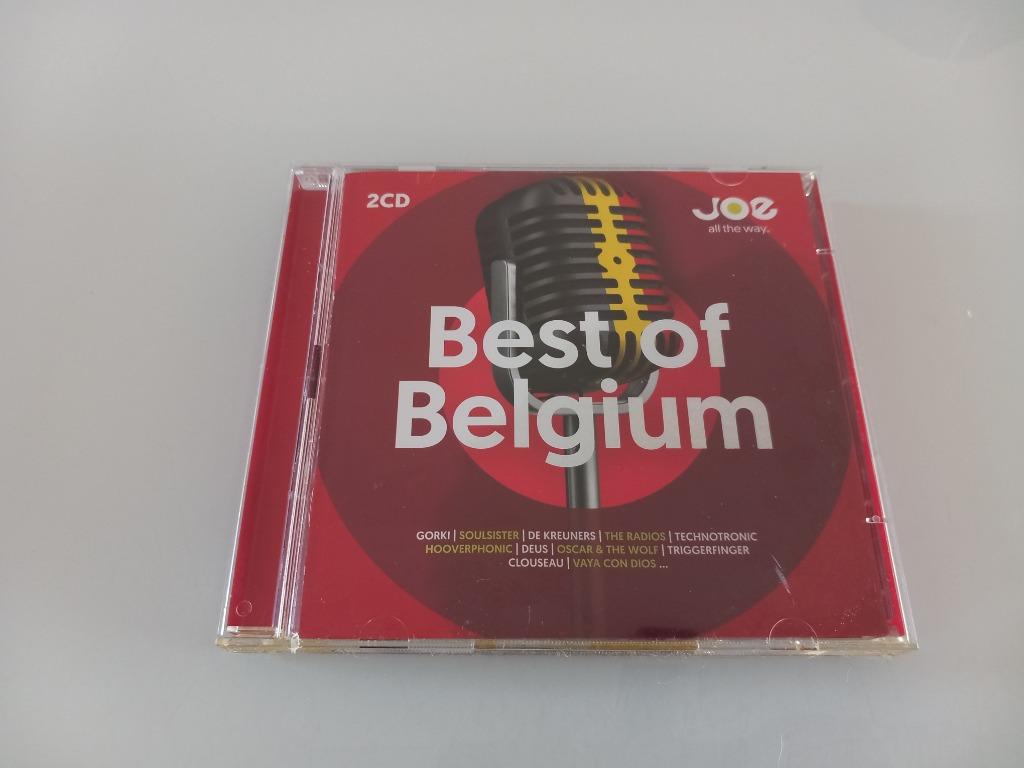 2CD
JOE
all the way.
Best of
Belgium
GORKI | SOULSISTER | DE KREUNERS | THE RADIOS | TECHNOTRONIC
HOOVERPHONIC | DEUS | OSCAR & THE WOLF | TRIGGERFINGER
CLOUSEAU | VAYA CON DIOS ...